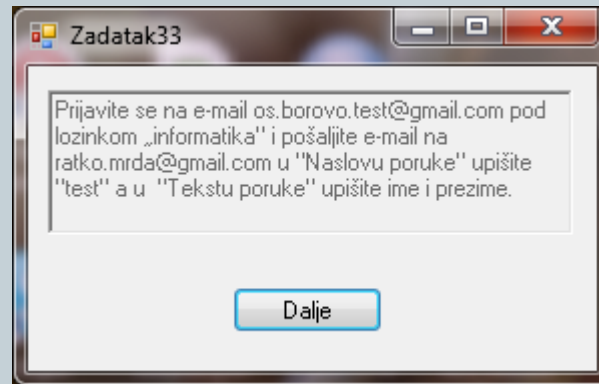 Zadatak33
Prijavite se na e-mail os.borovo.test@gmail.com pod
lozinkom „informatika" i pošaljite e-mail na
ratko.mrda@gmail.com u "Naslovu poruke" upišite
"test" a u  "Tekstu poruke" upišite ime i prezime.
Dalje